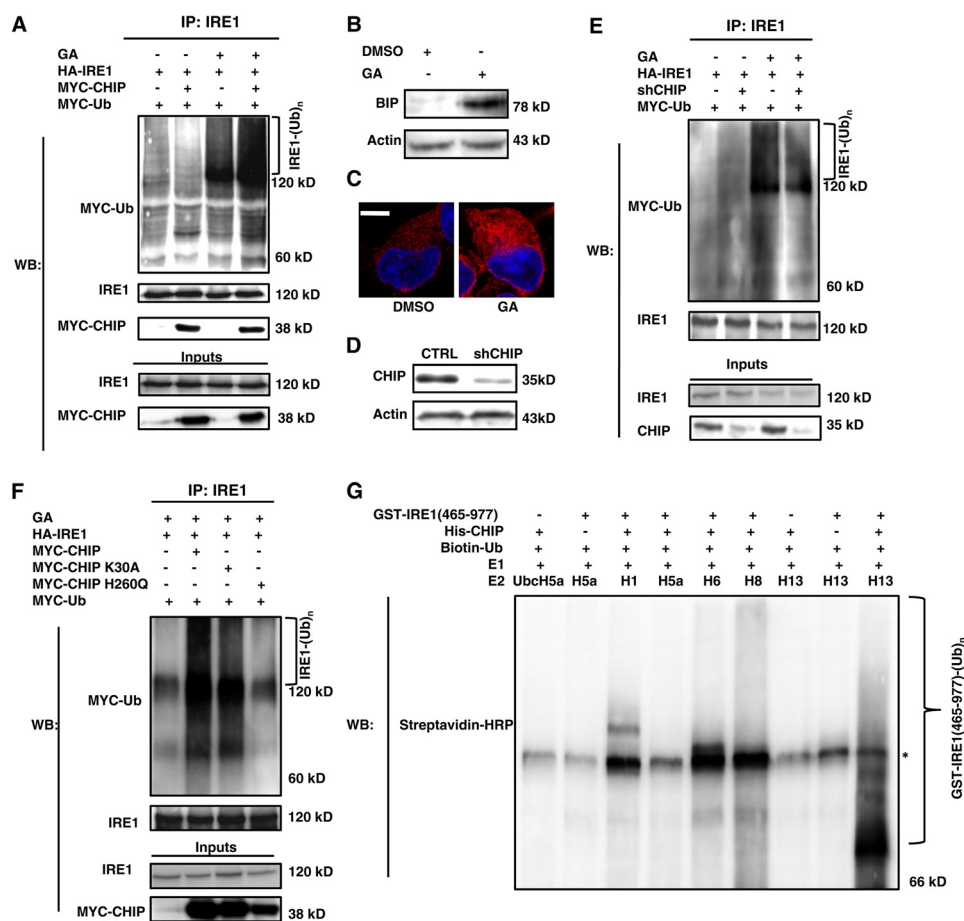 A
IP: IRE1
GA - - + +
HA-IRE1 + + + +
MYC-CHIP - + - +
MYC-Ub + + + +
IRE1-(Ub)n
120 kD
MYC-Ub
60 kD
WB:
IRE1 120 kD
MYC-CHIP 38 kD
Inputs
IRE1 120 kD
MYC-CHIP 38 kD
B
DMSO + -
GA - +
BIP 78 kD
Actin 43 kD
C
DMSO GA
D
CTRL shCHIP
CHIP 35kD
Actin 43kD
E
IP: IRE1
GA - - + +
HA-IRE1 + + + +
shCHIP - + - +
MYC-Ub + + + +
IRE1-(Ub)n
120 kD
MYC-Ub
60 kD
WB:
IRE1 120 kD
Inputs
IRE1 120 kD
CHIP 35 kD
F
IP: IRE1
GA + + + +
HA-IRE1 + + + +
MYC-CHIP - + - -
MYC-CHIP K30A - - + -
MYC-CHIP H260Q - - - +
MYC-Ub + + + +
IRE1-(Ub)n
MYC-Ub 120 kD
WB:
60 kD
IRE1 120 kD
Inputs
IRE1 120 kD
MYC-CHIP 38 kD
G
GST-IRE1(465-977) - + + + + + - + +
His-CHIP + - + + + + + - +
Biotin-Ub + + + + + + + + +
E1 + + + + + + + + +
E2 UbcH5a H5a H1 H5a H6 H8 H13 H13 H13
WB: Streptavidin-HRP
*
GST-IRE1(465-977)-(Ub)n
66 kD